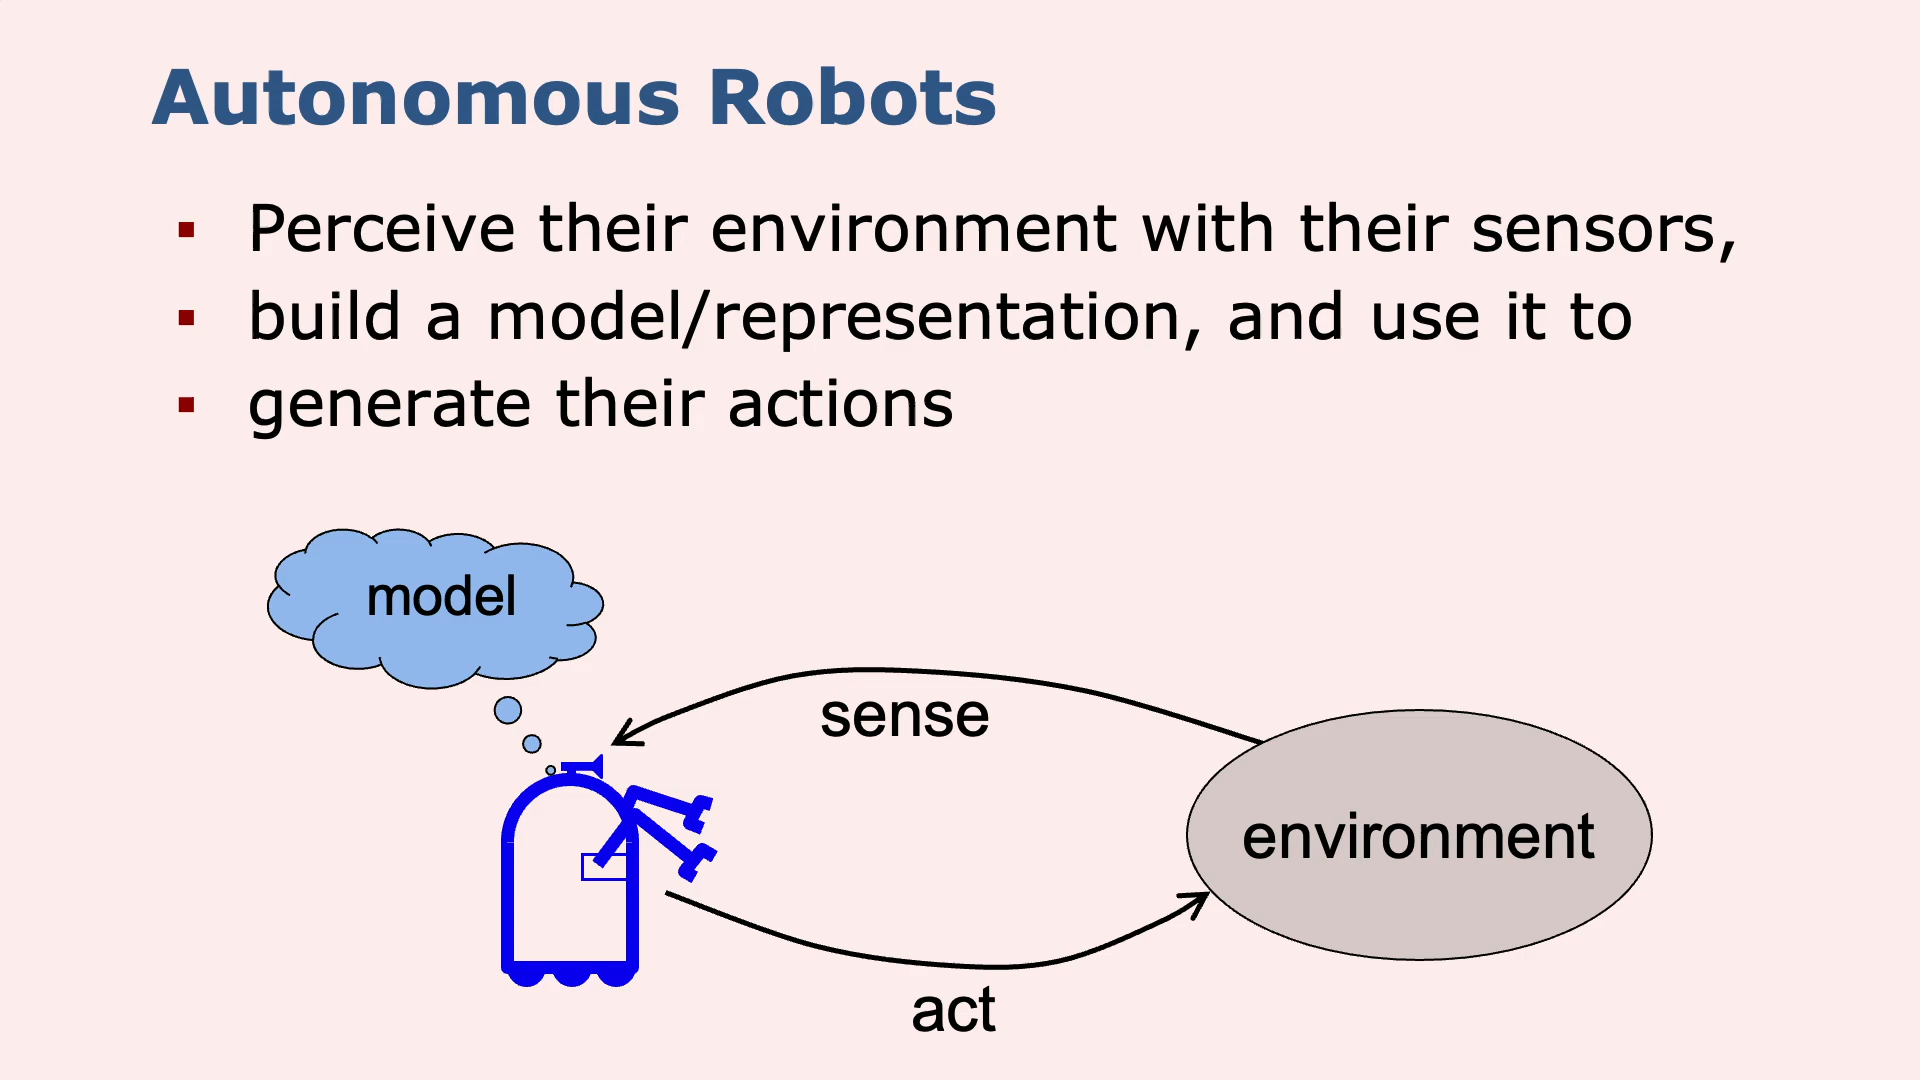 Autonomous Robots
▪ Perceive their environment with their sensors,
▪ build a model/representation, and use it to
▪ generate their actions
model
sense
environment
act